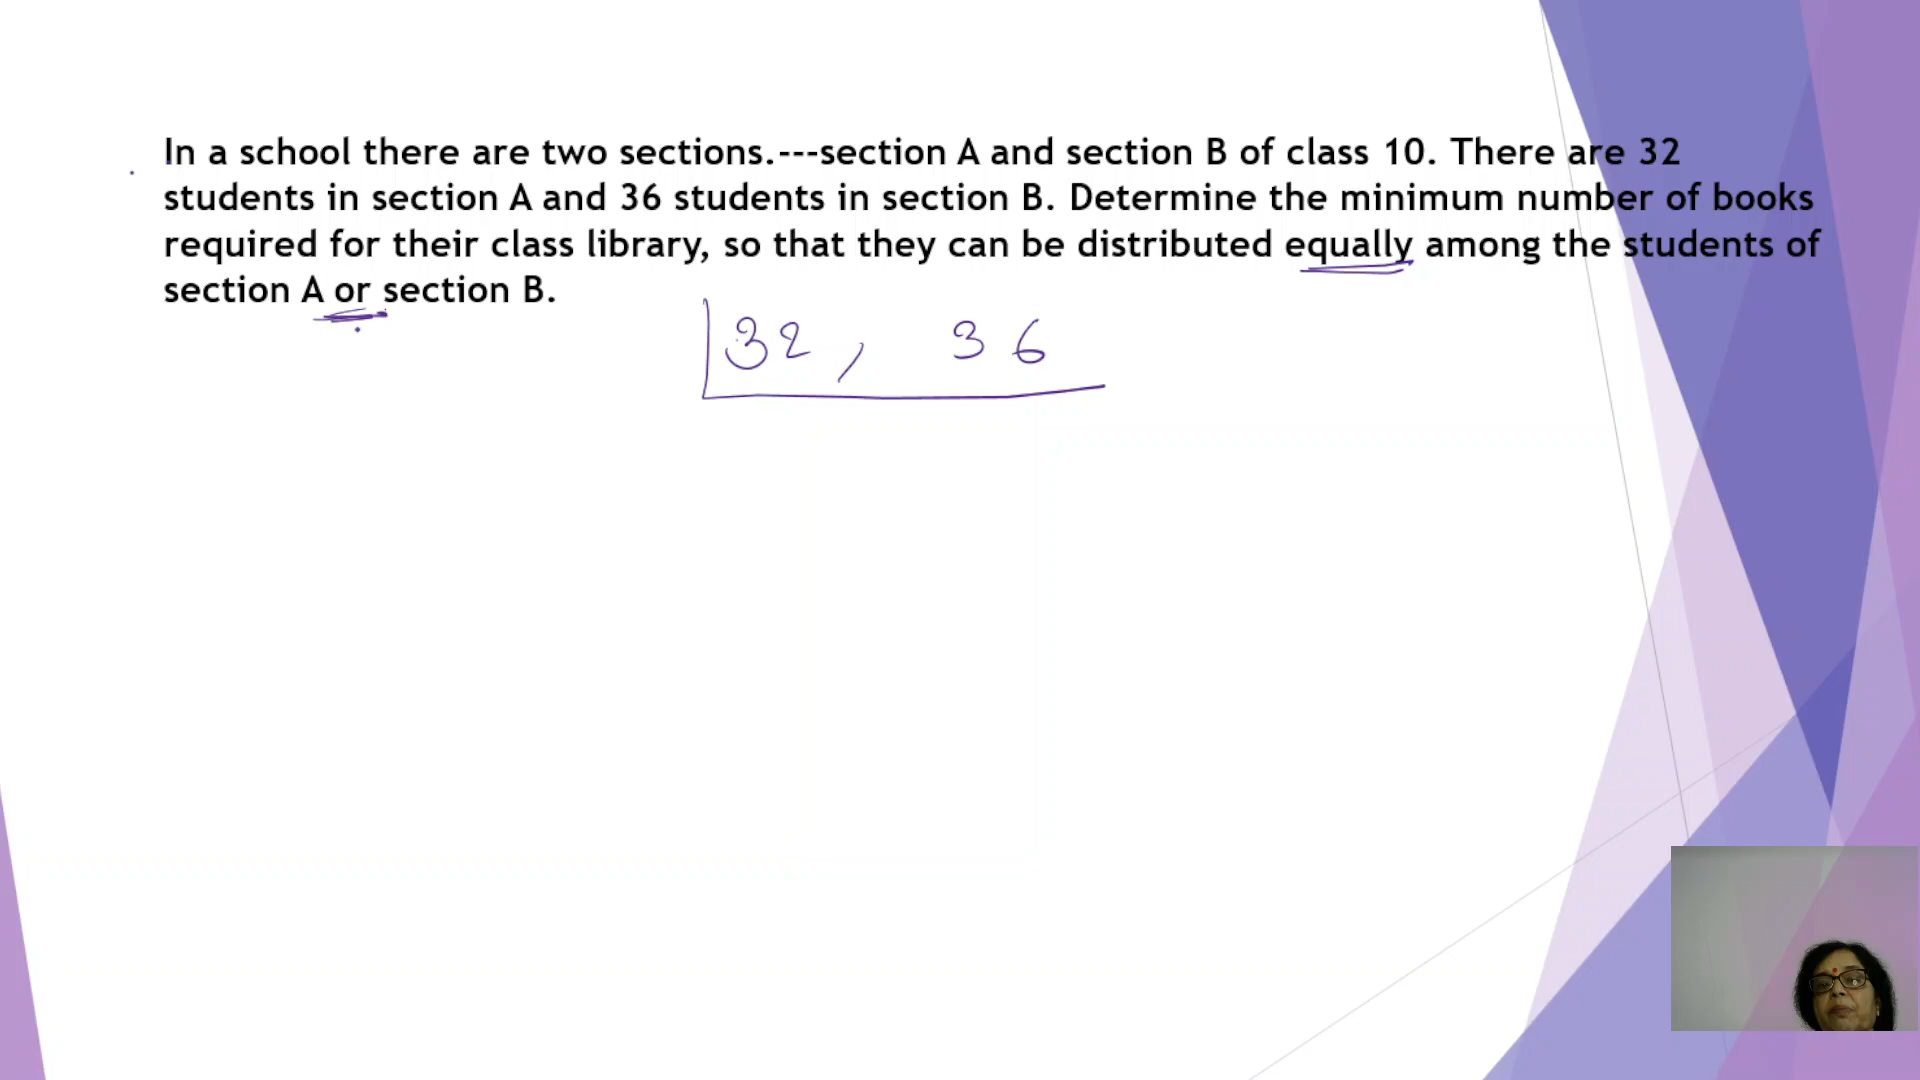 In a school there are two sections.---section A and section B of class 10. There are 32
students in section A and 36 students in section B. Determine the minimum number of books
required for their class library, so that they can be distributed equally among the students of
section A or section B.
32, 36